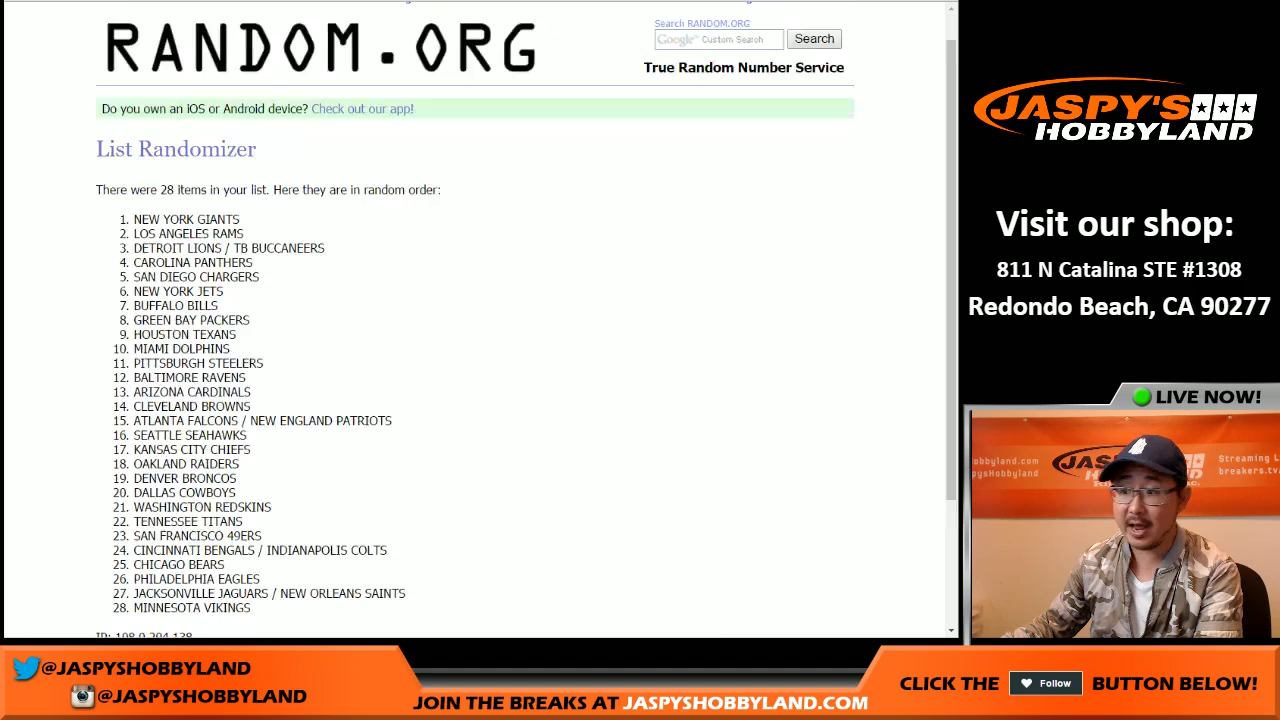 RANDOM.ORG
Search RANDOM.ORG
Google™ Custom Search
Search
True Random Number Service
Do you own an iOS or Android device? Check out our app!
List Randomizer
There were 28 items in your list. Here they are in random order:
1. NEW YORK GIANTS
2. LOS ANGELES RAMS
3. DETROIT LIONS / TB BUCCANEERS
4. CAROLINA PANTHERS
5. SAN DIEGO CHARGERS
6. NEW YORK JETS
7. BUFFALO BILLS
8. GREEN BAY PACKERS
9. HOUSTON TEXANS
10. MIAMI DOLPHINS
11. PITTSBURGH STEELERS
12. BALTIMORE RAVENS
13. ARIZONA CARDINALS
14. CLEVELAND BROWNS
15. ATLANTA FALCONS / NEW ENGLAND PATRIOTS
16. SEATTLE SEAHAWKS
17. KANSAS CITY CHIEFS
18. OAKLAND RAIDERS
19. DENVER BRONCOS
20. DALLAS COWBOYS
21. WASHINGTON REDSKINS
22. TENNESSEE TITANS
23. SAN FRANCISCO 49ERS
24. CINCINNATI BENGALS / INDIANAPOLIS COLTS
25. CHICAGO BEARS
26. PHILADELPHIA EAGLES
27. JACKSONVILLE JAGUARS / NEW ORLEANS SAINTS
28. MINNESOTA VIKINGS
JASPY'S
HOBBYLAND
Visit our shop:
811 N Catalina STE #1308
Redondo Beach, CA 90277
LIVE NOW!
Streaming
breakers.tv
@JASPYSHOBBYLAND
@JASPYSHOBBYLAND
JOIN THE BREAKS AT JASPYSHOBBYLAND.COM
CLICK THE
Follow
BUTTON BELOW!